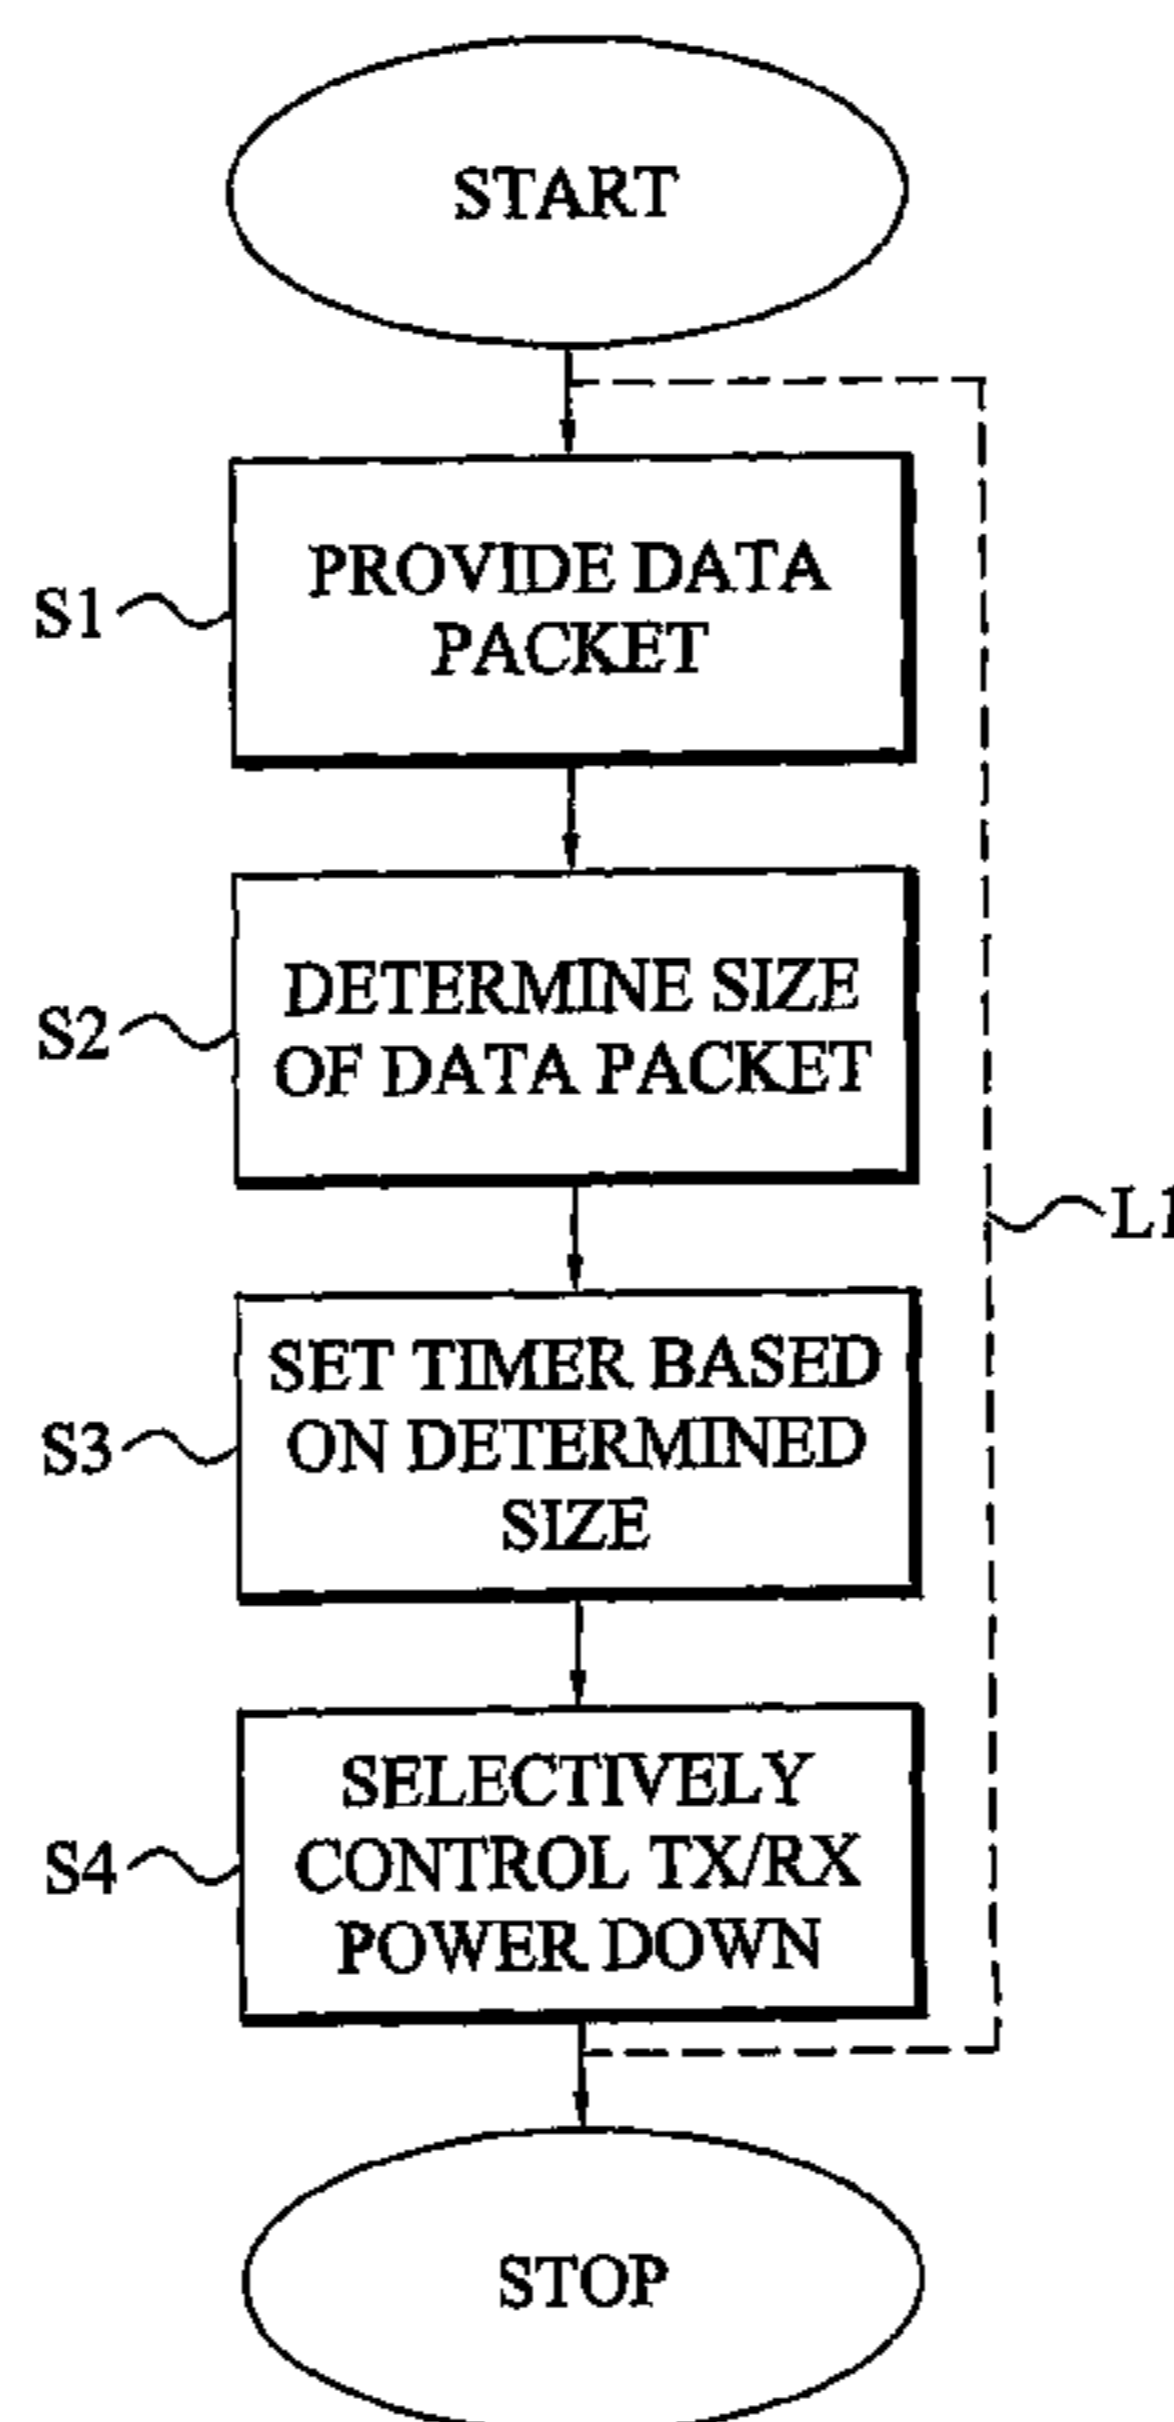 START
S1
PROVIDE DATA
PACKET
S2
DETERMINE SIZE
OF DATA PACKET
L1
S3
SET TIMER BASED
ON DETERMINED
SIZE
S4
SELECTIVELY
CONTROL TX/RX
POWER DOWN
STOP